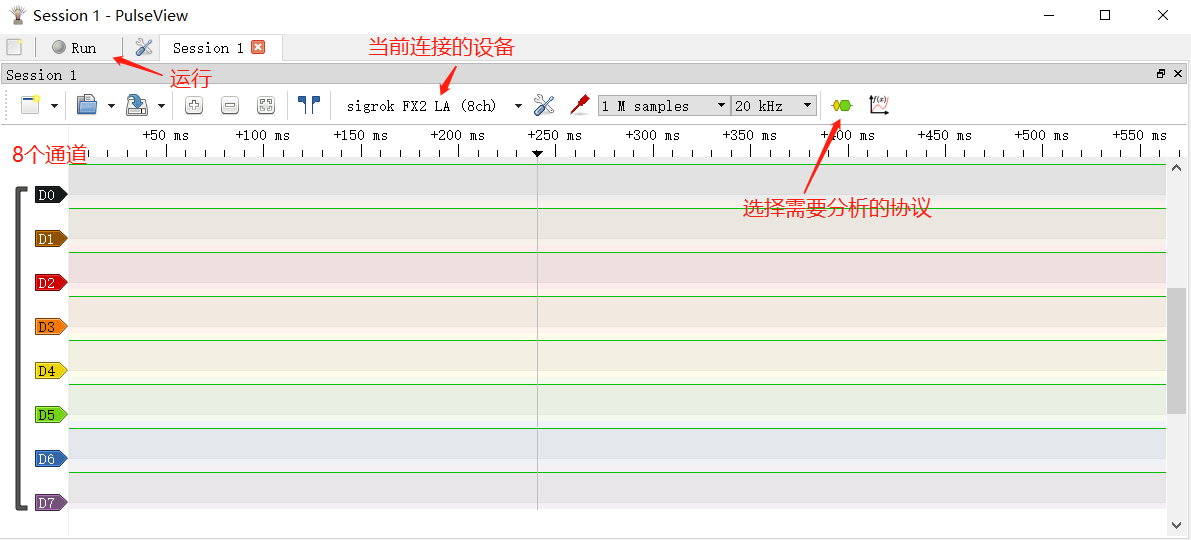 Session 1 - PulseView
Run
Session 1
当前连接的设备
Session 1
运行
sigrok FX2 LA (8ch)
1 M samples
20 kHz
f(x)
+50 ms +100 ms +150 ms +200 ms +250 ms +300 ms +350 ms +400 ms +450 ms +500 ms +550 ms
8个通道
D0
选择需要分析的协议
D1
D2
D3
D4
D5
D6
D7